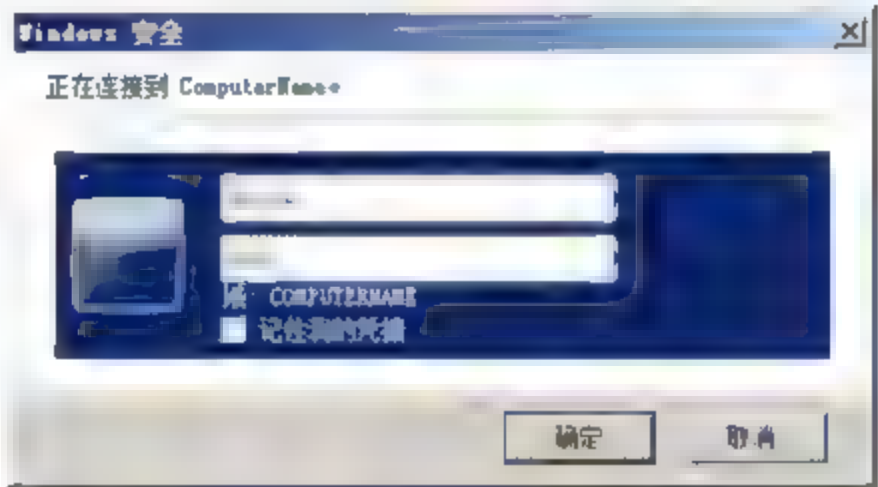 Windows 安全
正在连接到 ComputerName
域: COMPUTERNAME
记住我的凭据
确定
取消